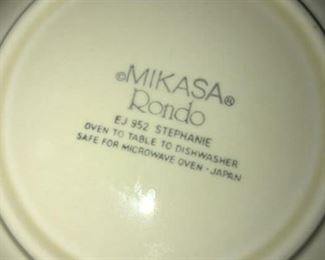 ©MIKASA®
Rondo
EJ 952 STEPHANIE
OVEN TO TABLE TO DISHWASHER
SAFE FOR MICROWAVE OVEN - JAPAN